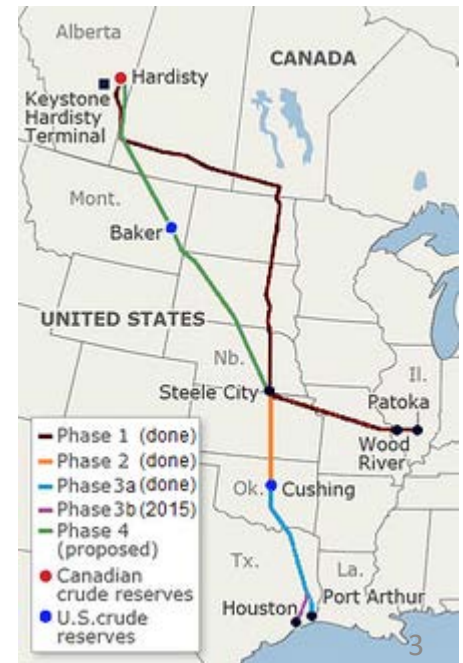 Alberta
CANADA
Hardisty
Keystone
Hardisty
Terminal
Mont.
Baker
UNITED STATES
Nb.
Steele City
Il.
Patoka
Wood
River
Phase 1 (done)
Phase 2 (done)
Phase3a (done)
Phase 3b (2015)
Phase 4
(proposed)
Canadian
crude reserves
U.S.crude
reserves
Ok.
Cushing
Tx.
La.
Houston
Port Arthur
3